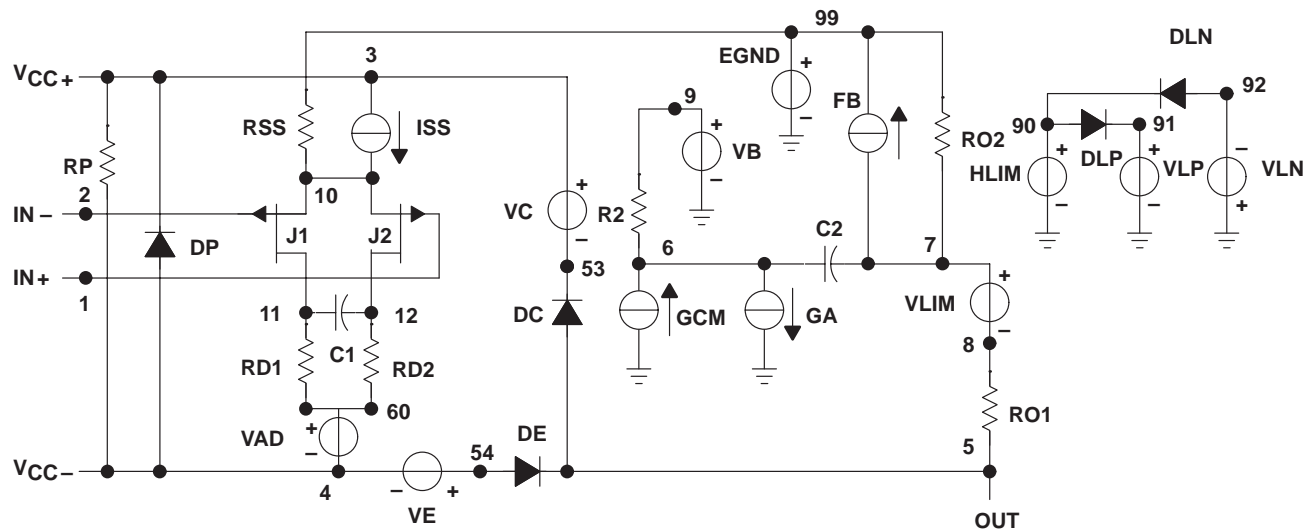 99
DLN
3
EGND
+
92
VCC+
9
FB
+
RSS
ISS
VB
90
91
−
−
RO2
DLP
+
+
−
RP
HLIM
VLP
VLN
2
10
−
−
+
IN−
+
VC
R2
C2
J1
J2
−
6
7
DP
IN+
53
+
1
VLIM
11
12
DC
GCM
GA
−
C1
8
RD1
RD2
60
RO1
+
VAD
−
DE
54
5
VCC−
4
−
+
VE
OUT